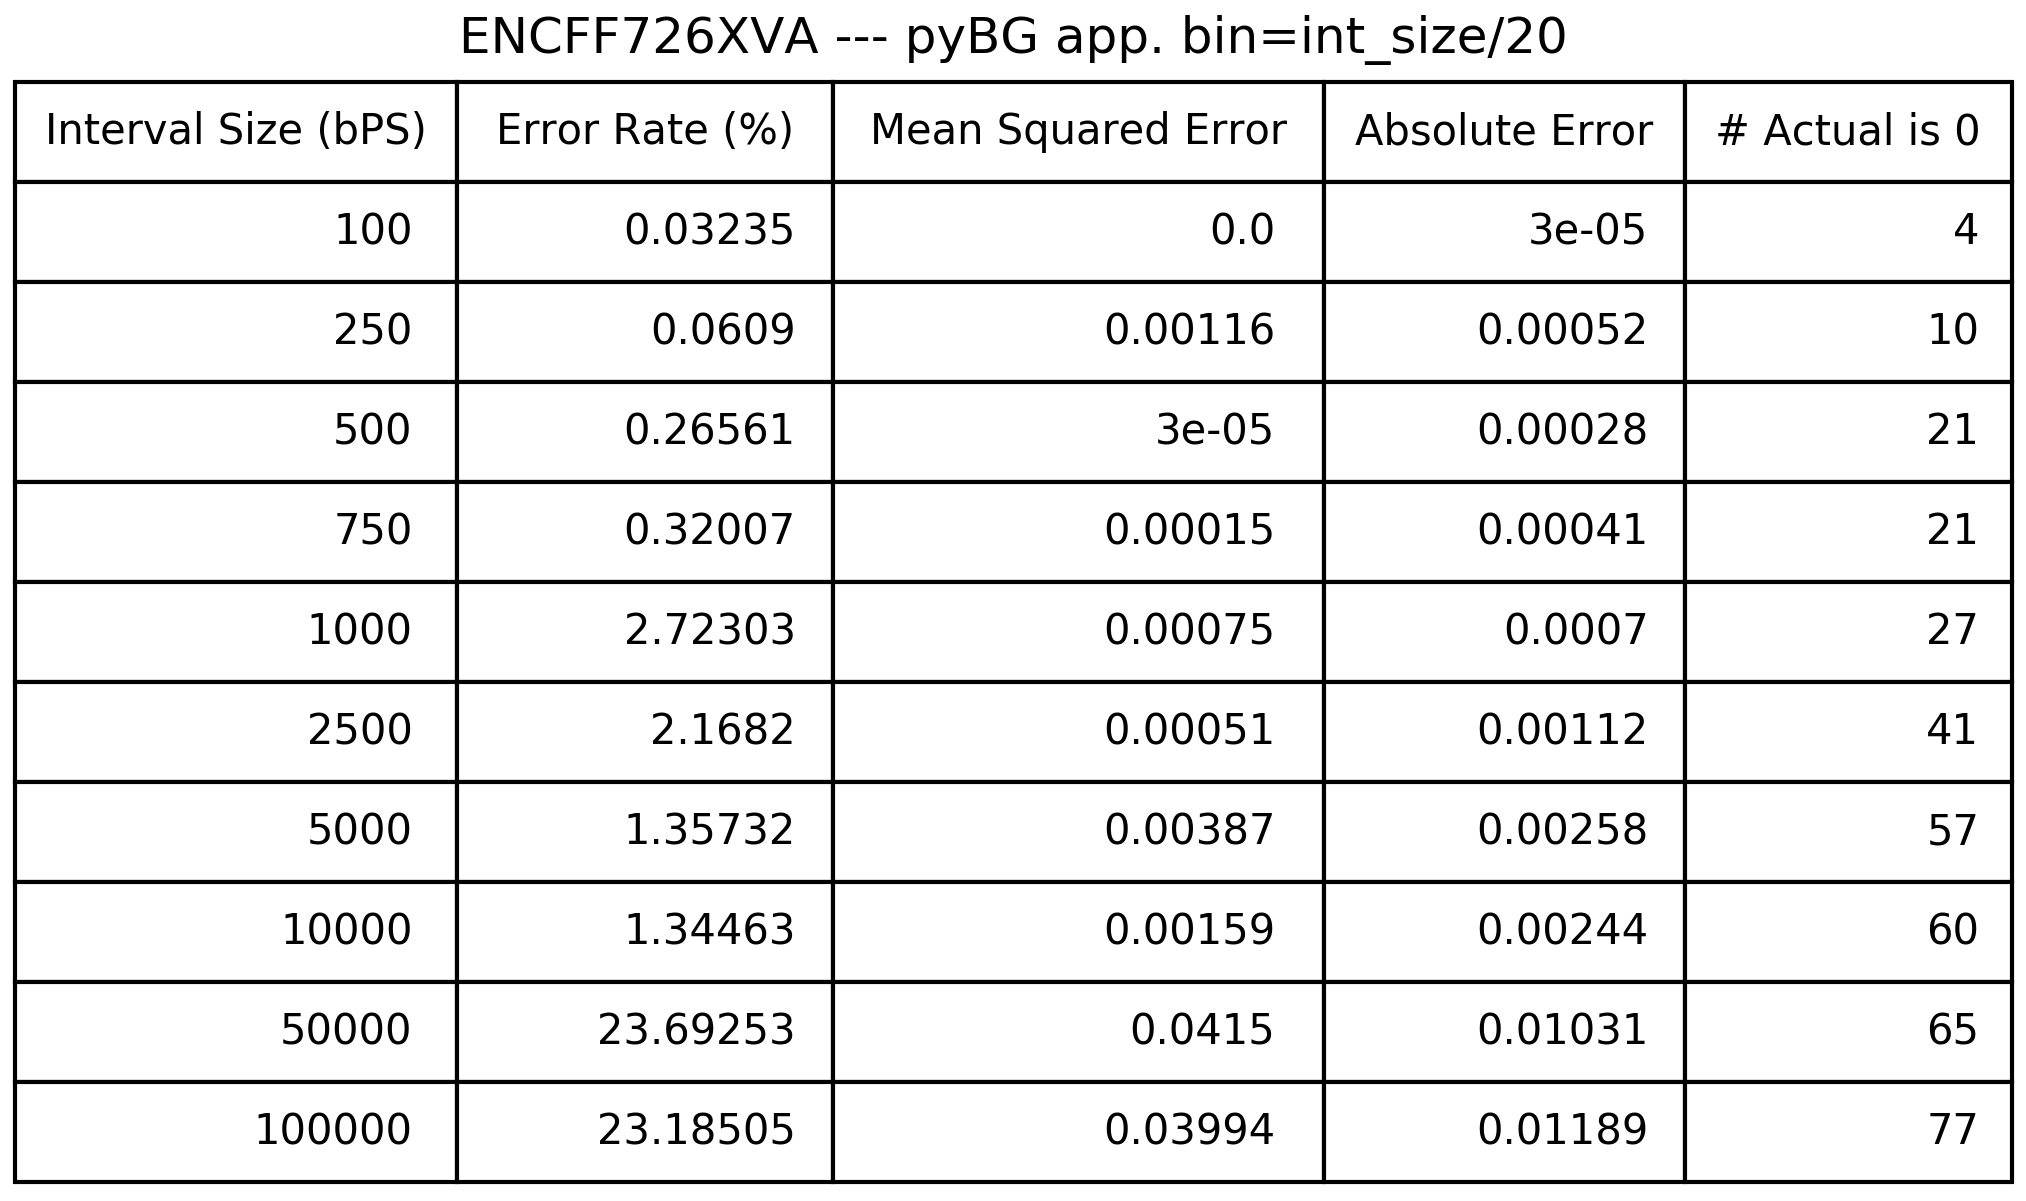 ENCFF726XVA --- pyBG app. bin=int_size/20
Interval Size (bPS) Error Rate (%) Mean Squared Error Absolute Error # Actual is 0
100 0.03235 0.0 3e-05 4
250 0.0609 0.00116 0.00052 10
500 0.26561 3e-05 0.00028 21
750 0.32007 0.00015 0.00041 21
1000 2.72303 0.00075 0.0007 27
2500 2.1682 0.00051 0.00112 41
5000 1.35732 0.00387 0.00258 57
10000 1.34463 0.00159 0.00244 60
50000 23.69253 0.0415 0.01031 65
100000 23.18505 0.03994 0.01189 77